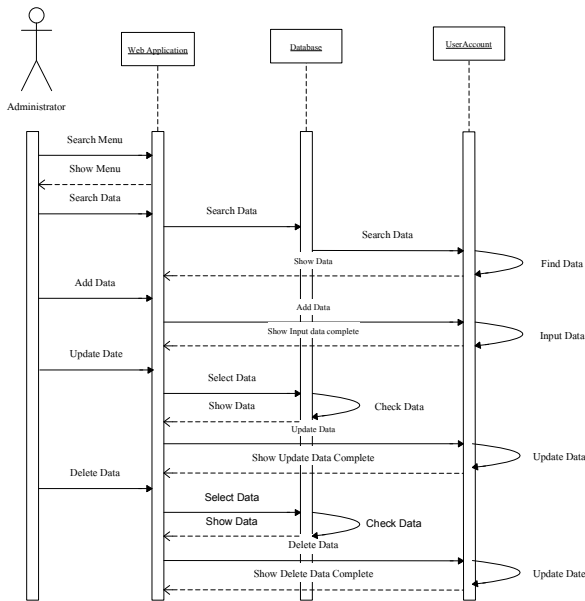 Web Application
Database
UserAccount
Administrator
Search Menu
Show Menu
Search Data
Search Data
Search Data
Show Data
Find Data
Add Data
Add Data
Show Input data complete
Input Data
Update Date
Select Data
Show Data
Check Data
Update Data
Show Update Data Complete
Update Data
Delete Data
Select Data
Show Data
Check Data
Delete Data
Show Delete Data Complete
Update Date